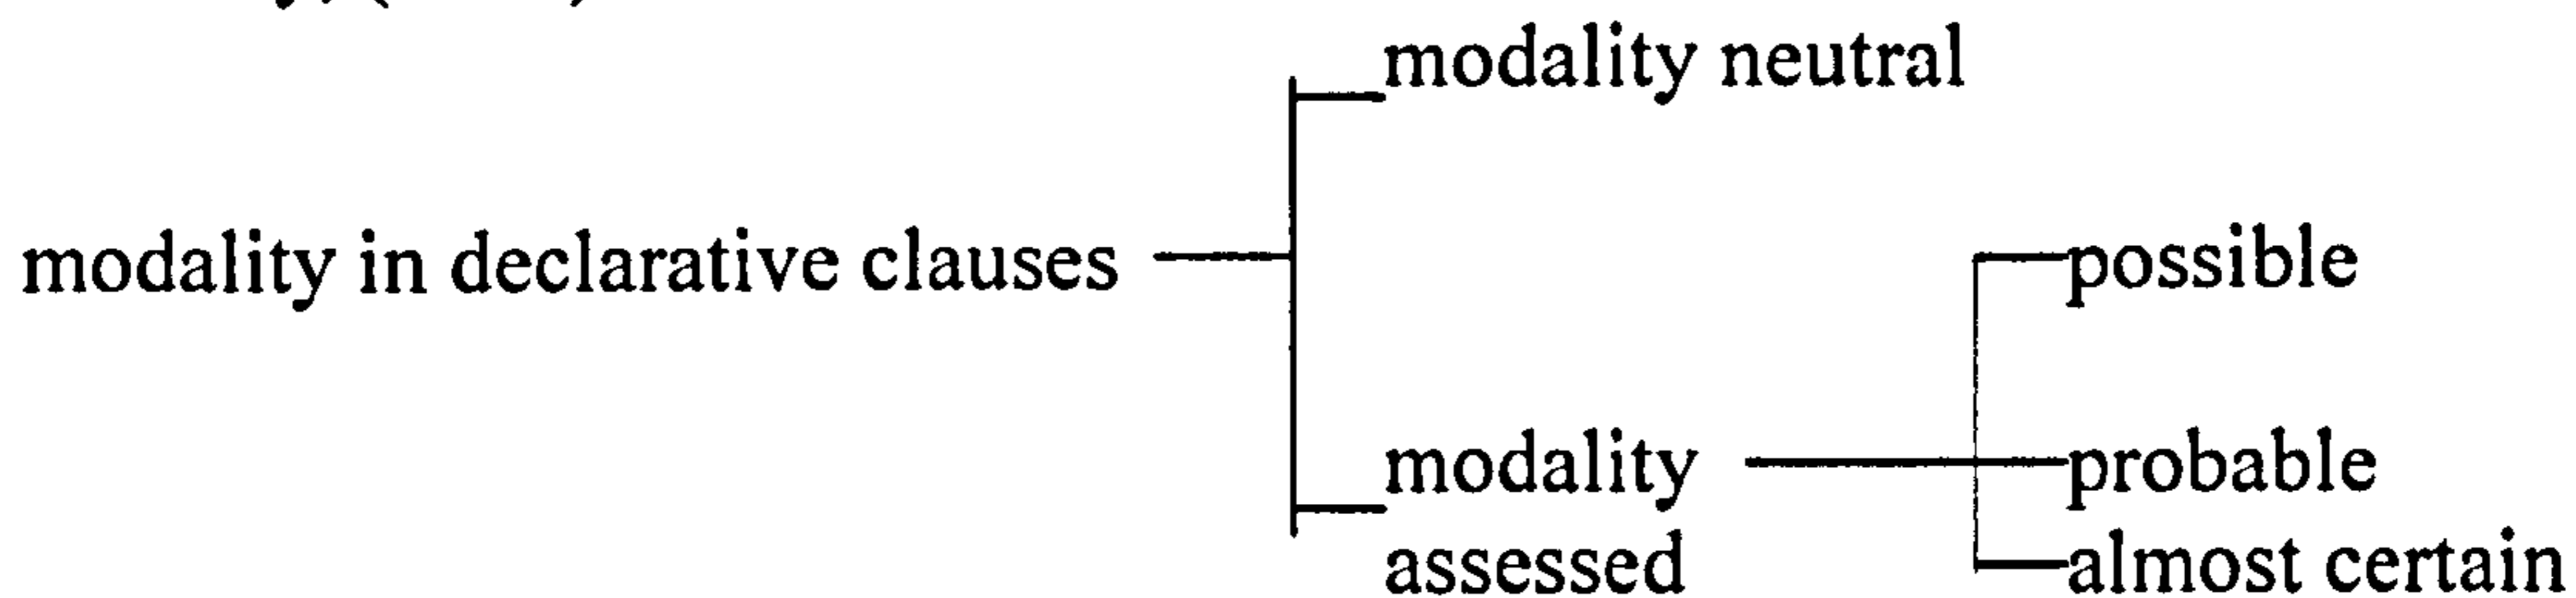 modality neutral
modality in declarative clauses
possible
modality
probable
assessed
almost certain